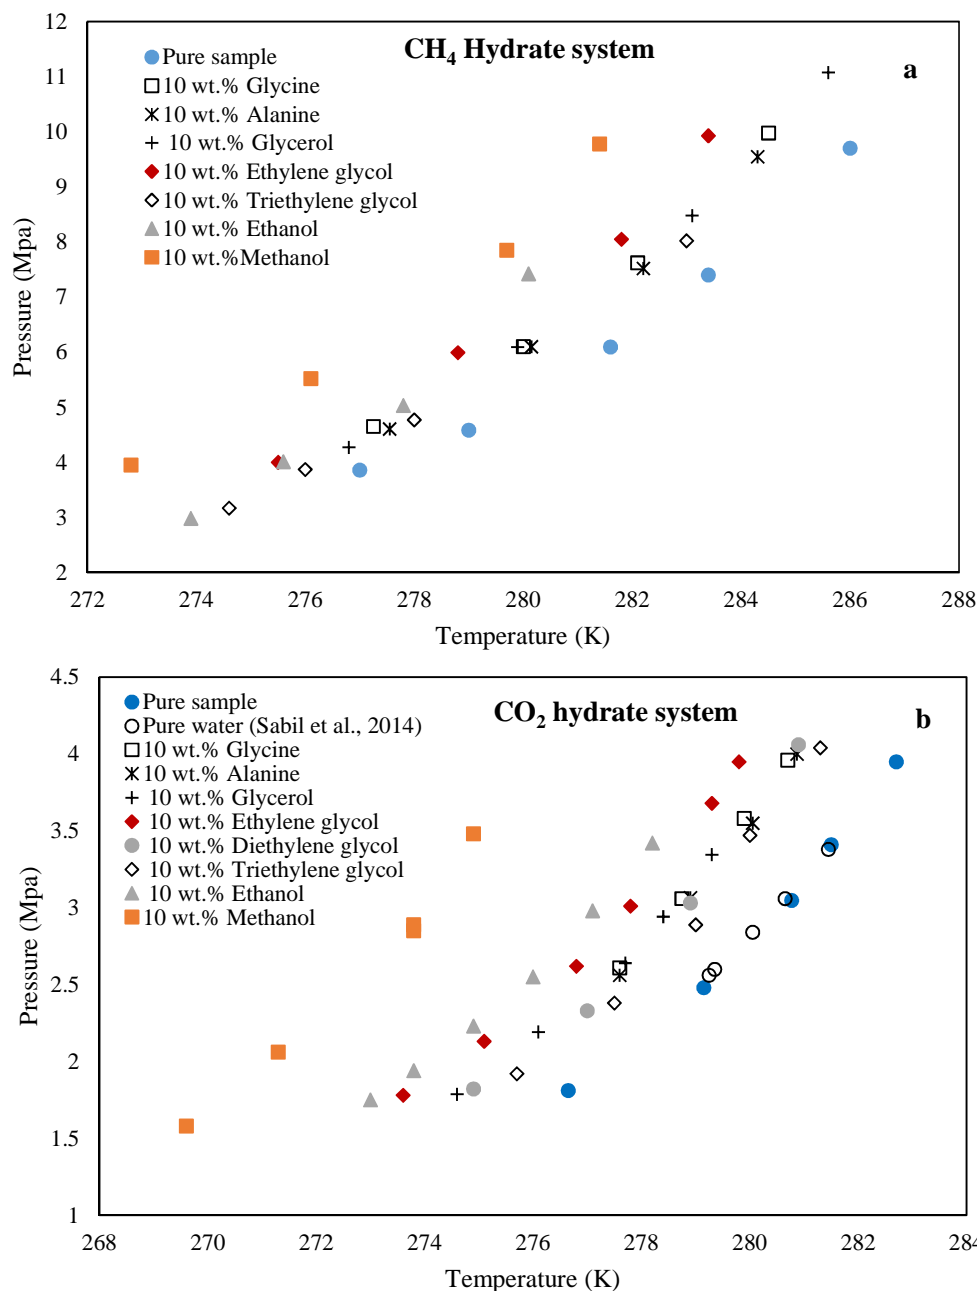 12
11
10
9
8
7
6
5
4
3
2
Pressure (Mpa)
CH4 Hydrate system
a
Pure sample
10 wt.% Glycine
10 wt.% Alanine
10 wt.% Glycerol
10 wt.% Ethylene glycol
10 wt.% Triethylene glycol
10 wt.% Ethanol
10 wt.%Methanol
272 274 276 278 280 282 284 286 288
Temperature (K)
4.5
4
3.5
3
2.5
2
1.5
1
Pressure (Mpa)
CO2 hydrate system
b
Pure sample
Pure water (Sabil et al., 2014)
10 wt.% Glycine
10 wt.% Alanine
10 wt.% Glycerol
10 wt.% Ethylene glycol
10 wt.% Diethylene glycol
10 wt.% Triethylene glycol
10 wt.% Ethanol
10 wt.% Methanol
268 270 272 274 276 278 280 282 284
Temperature (K)